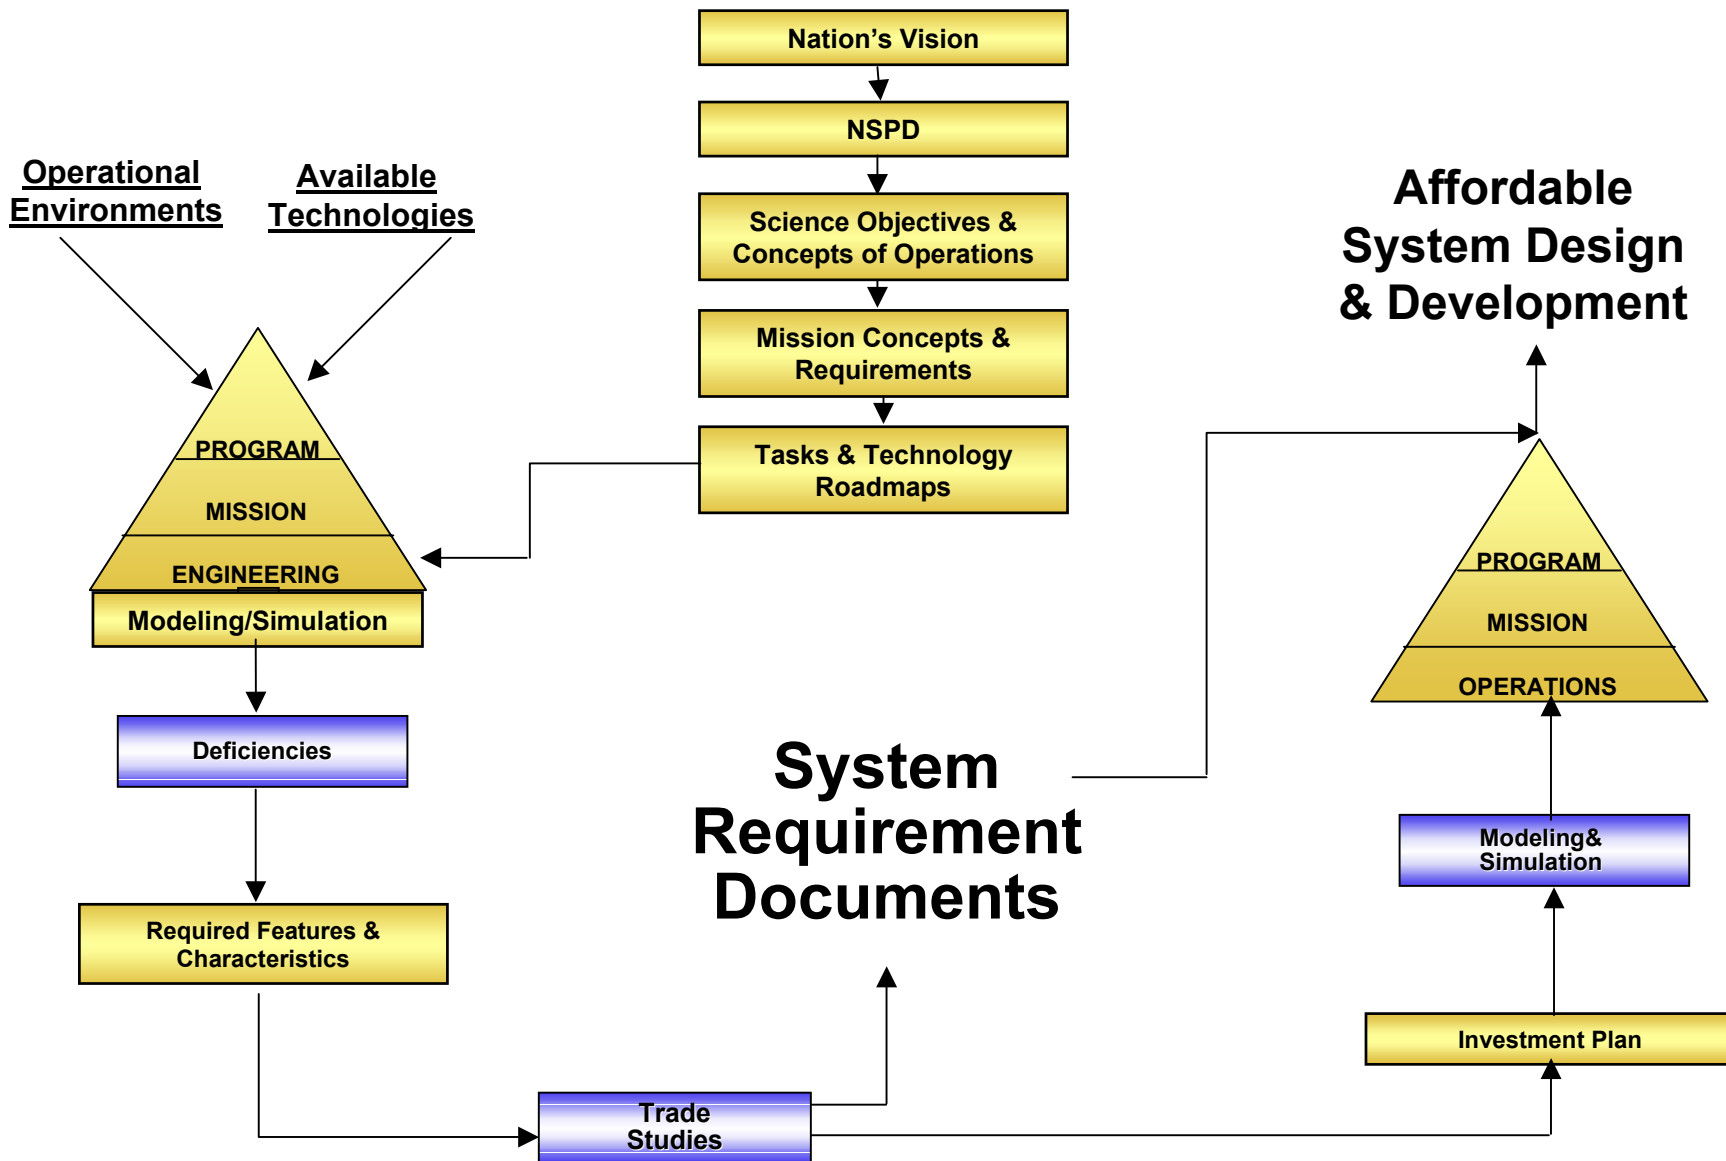 Nation's Vision
NSPD
Science Objectives &
Concepts of Operations
Mission Concepts &
Requirements
Tasks & Technology
Roadmaps
Operational
Environments
Available
Technologies
PROGRAM
MISSION
ENGINEERING
Modeling/Simulation
Deficiencies
Required Features &
Characteristics
Trade
Studies
System
Requirement
Documents
Affordable
System Design
& Development
PROGRAM
MISSION
OPERATIONS
Modeling&
Simulation
Investment Plan